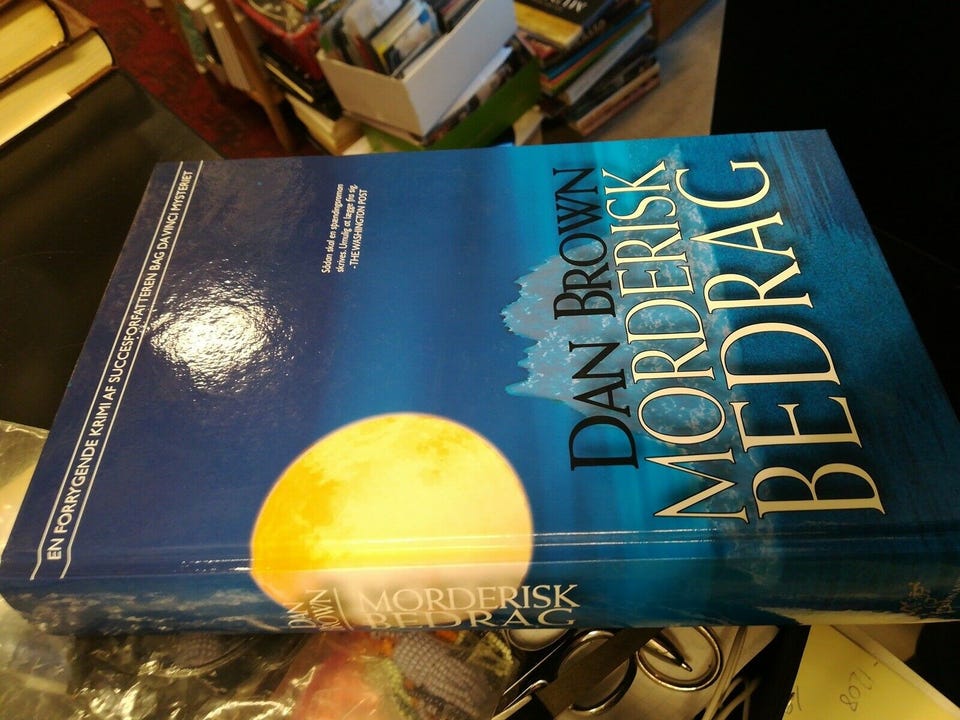 EN FORRYGENDE KRIMI AF SUCCESFORFATTEREN BAG DA VINCI MYSTERIET
Sådan skal en spændingsroman
skrives. Umulig at lægge fra sig.
-THE WASHINGTON POST
DAN BROWN
MORDERISK
BEDRAG
DAN
BROWN
MORDERISK
BEDRAG
1208